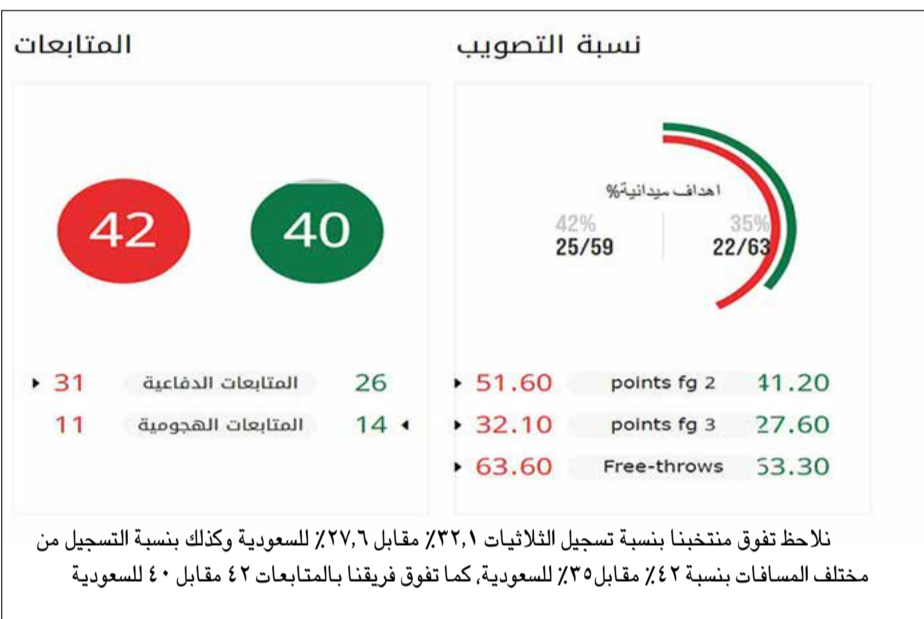 نسبة التصويب
اهداف ميدانية%
35% 42%
22/63 25/59
41.20 points fg 2 51.60
27.60 points fg 3 32.10
Free-throws 63.60
المتابعات
40 42
26 المتابعات الدفاعية 31
14 المتابعات الهجومية 11
نلاحظ تفوق منتخبنا بنسبة تسجيل الثلاثيات ٣٢,١٪ مقابل ٢٧,٦٪ للسعودية وكذلك بنسبة التسجيل من
مختلف المسافات بنسبة ٤٢٪ مقابل٣٥٪ للسعودية، كما تفوق فريقنا بالمتابعات ٤٢ مقابل ٤٠ للسعودية